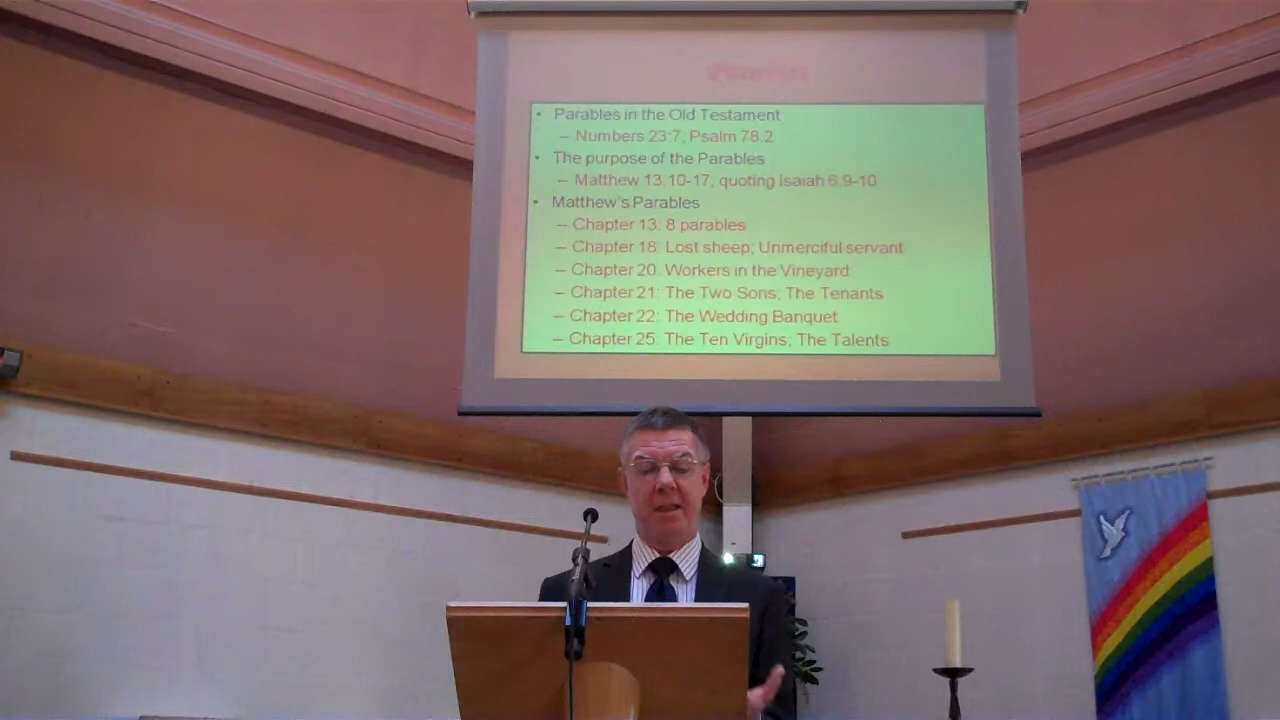 • Parables in the Old Testament
– Numbers 23:7, Psalm 78.2
• The purpose of the Parables
– Matthew 13.10-17, quoting Isaiah 6.9-10
• Matthew's Parables
– Chapter 13: 8 parables
– Chapter 18: Lost sheep; Unmerciful servant
– Chapter 20: Workers in the Vineyard
– Chapter 21: The Two Sons; The Tenants
– Chapter 22: The Wedding Banquet
– Chapter 25: The Ten Virgins; The Talents